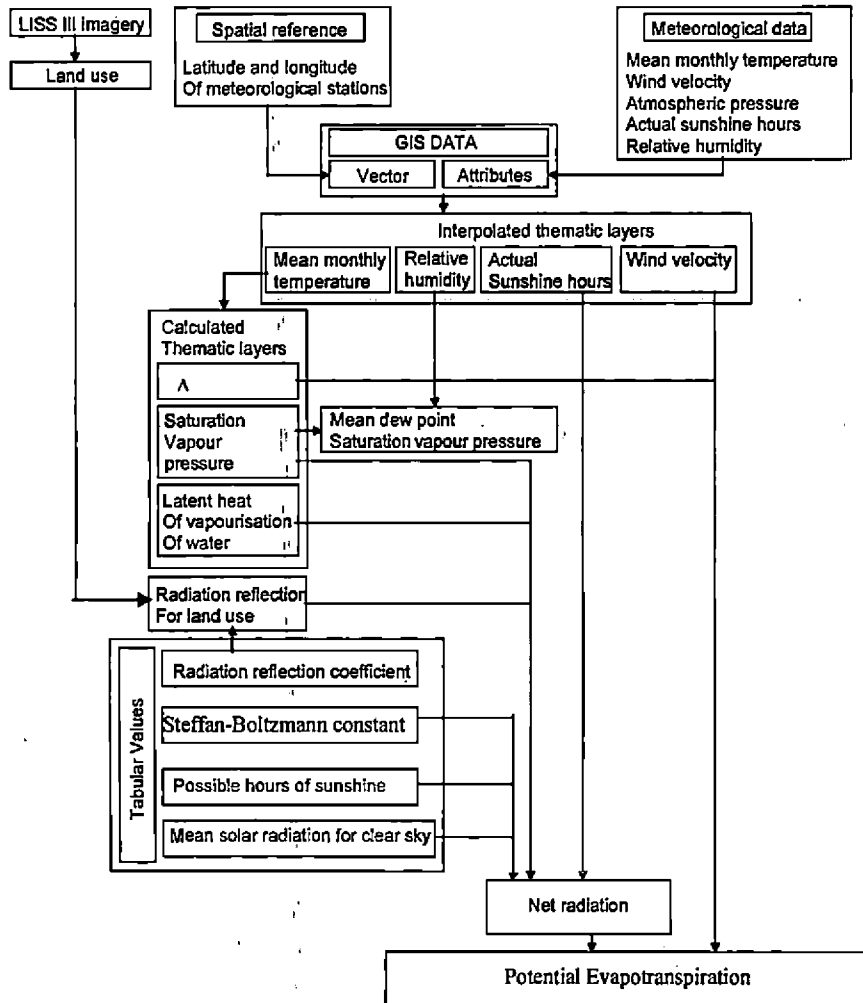 LISS III imagery
Land use
Spatial reference
Latitude and longitude
Of meteorological stations
Meteorological data
Mean monthly temperature
Wind velocity
Atmospheric pressure
Actual sunshine hours
Relative humidity
GIS DATA
Vector
Attributes
Interpolated thematic layers
Mean monthly
temperature
Relative
humidity
Actual
Sunshine hours
Wind velocity
Calculated
Thematic layers
Λ
Saturation
Vapour
pressure
Mean dew point
Saturation vapour pressure
Latent heat
Of vapourisation
Of water
Radiation reflection
For land use
Tabular Values
Radiation reflection coefficient
Steffan-Boltzmann constant
Possible hours of sunshine
Mean solar radiation for clear sky
Net radiation
Potential Evapotranspiration